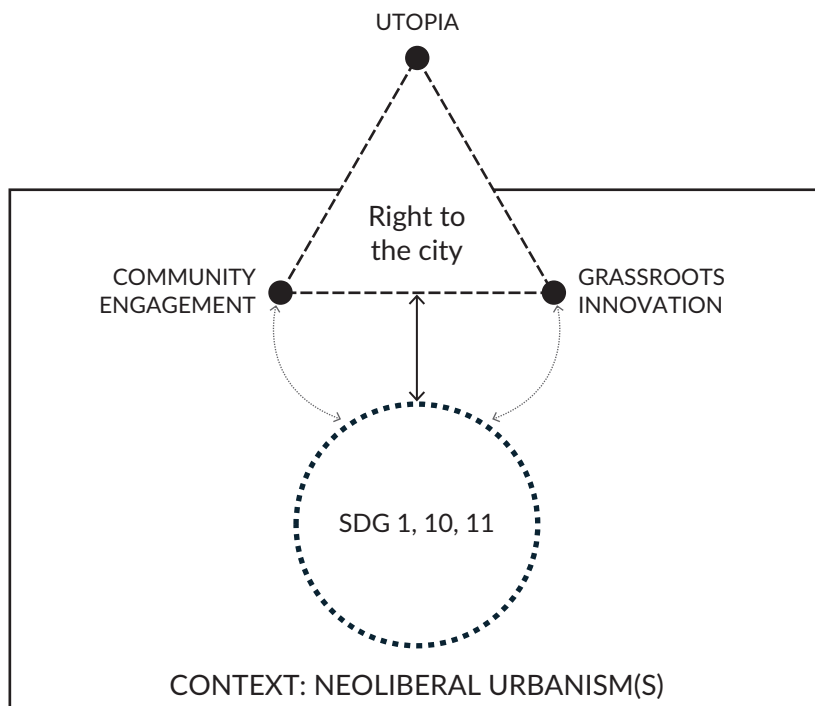 UTOPIA
Right to
the city
COMMUNITY
ENGAGEMENT
GRASSROOTS
INNOVATION
SDG 1, 10, 11
CONTEXT: NEOLIBERAL URBANISM(S)